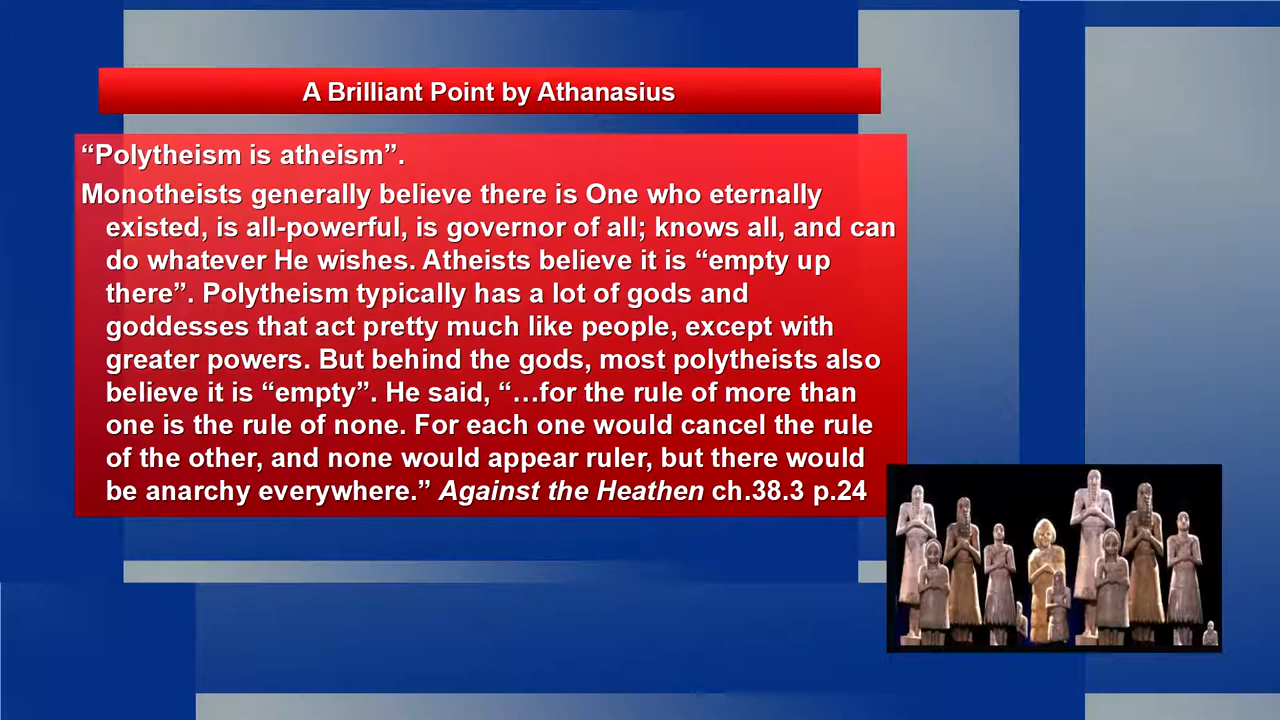 A Brilliant Point by Athanasius
“Polytheism is atheism”.
Monotheists generally believe there is One who eternally
existed, is all-powerful, is governor of all; knows all, and can
do whatever He wishes. Atheists believe it is “empty up
there”. Polytheism typically has a lot of gods and
goddesses that act pretty much like people, except with
greater powers. But behind the gods, most polytheists also
believe it is “empty”. He said, “…for the rule of more than
one is the rule of none. For each one would cancel the rule
of the other, and none would appear ruler, but there would
be anarchy everywhere.” Against the Heathen ch.38.3 p.24